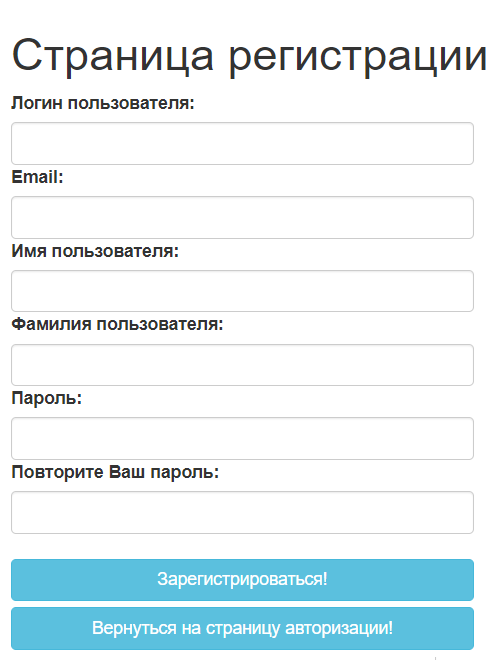 Страница регистрации
Логин пользователя:
Email:
Имя пользователя:
Фамилия пользователя:
Пароль:
Повторите Ваш пароль:
Зарегистрироваться!
Вернуться на страницу авторизации!